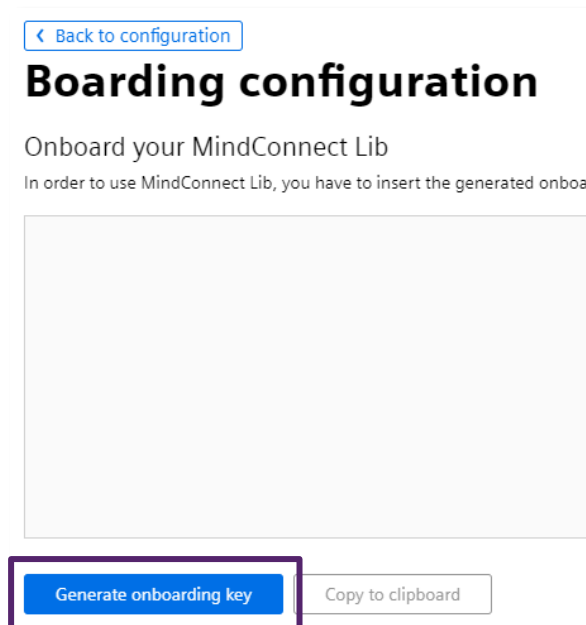 Back to configuration
Boarding configuration
Onboard your MindConnect Lib
In order to use MindConnect Lib, you have to insert the generated
Generate onboarding key
Copy to clipboard